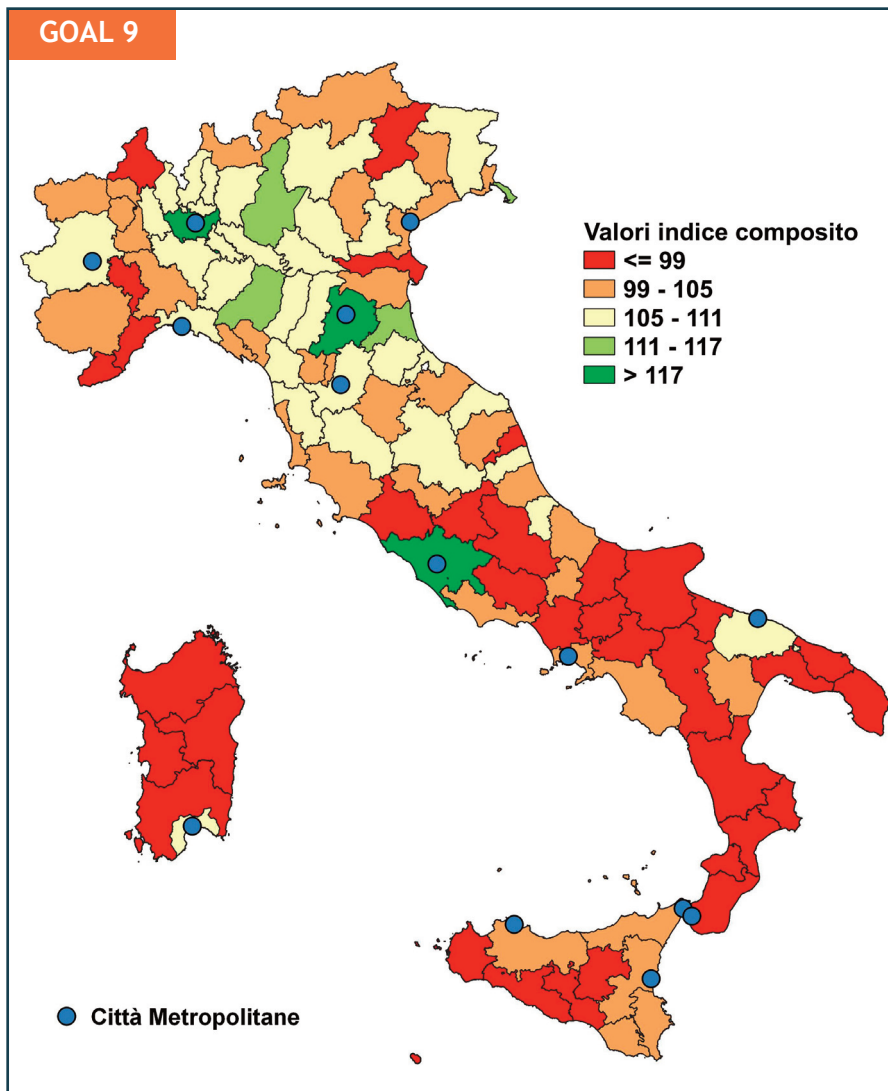 GOAL 9
Valori indice composito
<= 99
99 - 105
105 - 111
111 - 117
> 117
Città Metropolitane